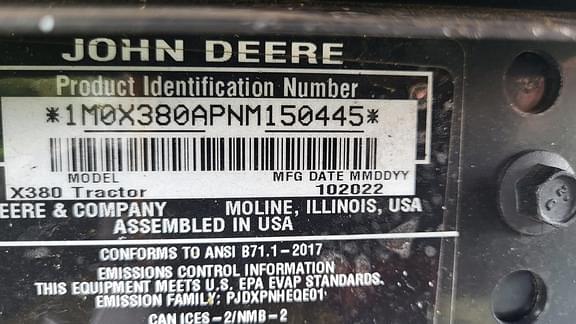 JOHN DEERE
Product Identification Number
*1M0X380APNM150445*
MODEL MFG DATE MMDDYY
X380 Tractor 102022
EERE & COMPANY MOLINE, ILLINOIS, USA
ASSEMBLED IN USA
CONFORMS TO ANSI B71.1-2017
EMISSIONS CONTROL INFORMATION
THIS EQUIPMENT MEETS U.S. EPA EVAP STANDARDS.
EMISSION FAMILY: PJDXPNHEQE01
CAN ICES-2/NMB-2